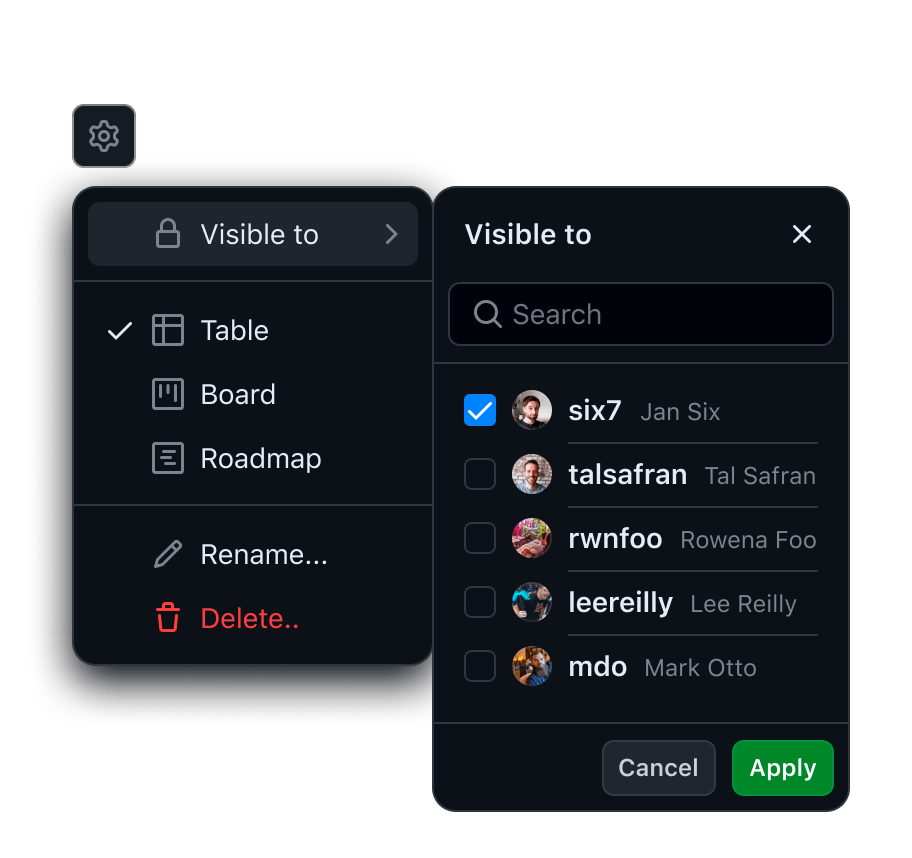 Visible to
Table
Board
Roadmap
Rename...
Delete..
Visible to
Search
six7 Jan Six
talsafran Tal Safran
rwnfoo Rowena Foo
leereilly Lee Reilly
mdo Mark Otto
Cancel Apply